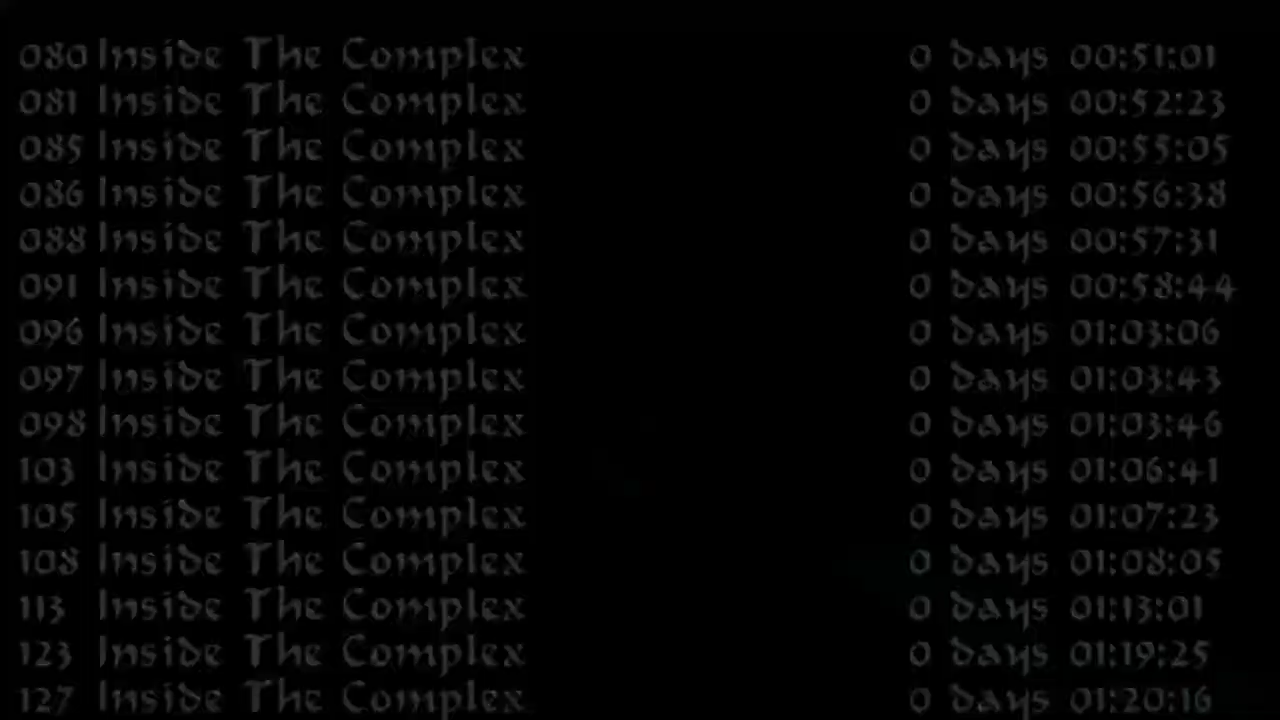 080 Inside The Complex 0 days 00:51:01
081 Inside The Complex 0 days 00:52:23
085 Inside The Complex 0 days 00:55:05
086 Inside The Complex 0 days 00:56:38
088 Inside The Complex 0 days 00:57:31
091 Inside The Complex 0 days 00:58:44
096 Inside The Complex 0 days 01:03:06
097 Inside The Complex 0 days 01:03:43
098 Inside The Complex 0 days 01:03:46
103 Inside The Complex 0 days 01:06:41
105 Inside The Complex 0 days 01:07:23
108 Inside The Complex 0 days 01:08:05
113 Inside The Complex 0 days 01:13:01
123 Inside The Complex 0 days 01:19:25
127 Inside The Complex 0 days 01:20:16